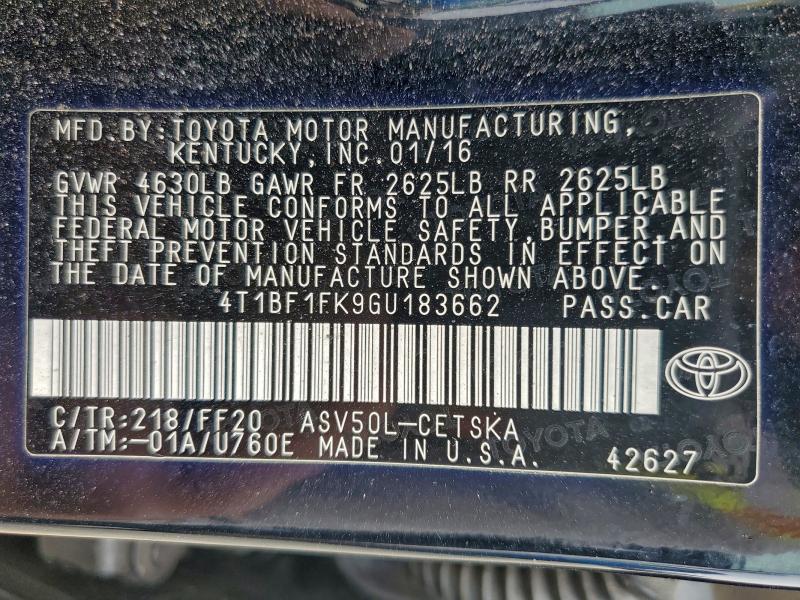 MFD.BY:TOYOTA MOTOR MANUFACTURING,
KENTUCKY,INC.01/16
GVWR 4630LB GAWR FR 2625LB RR 2625LB
THIS VEHICLE CONFORMS TO ALL APPLICABLE
FEDERAL MOTOR VEHICLE SAFETY,BUMPER,AND
THEFT PREVENTION STANDARDS IN EFFECT ON
THE DATE OF MANUFACTURE SHOWN ABOVE.
4T1BF1FK9GU183662 PASS.CAR
C/TR:218/FF20 ASV50L-CETSKA
A/TM:-01A/U760E MADE IN U.S.A. 42627